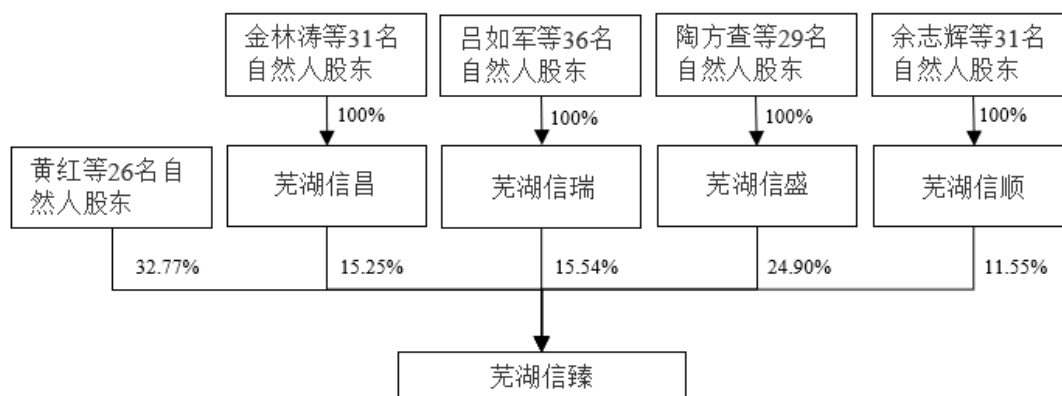 金林涛等31名
自然人股东
吕如军等36名
自然人股东
陶方查等29名
自然人股东
余志辉等31名
自然人股东
100%
100%
100%
100%
黄红等26名自
然人股东
芜湖信昌
芜湖信瑞
芜湖信盛
芜湖信顺
32.77%
15.25%
15.54%
24.90%
11.55%
芜湖信臻